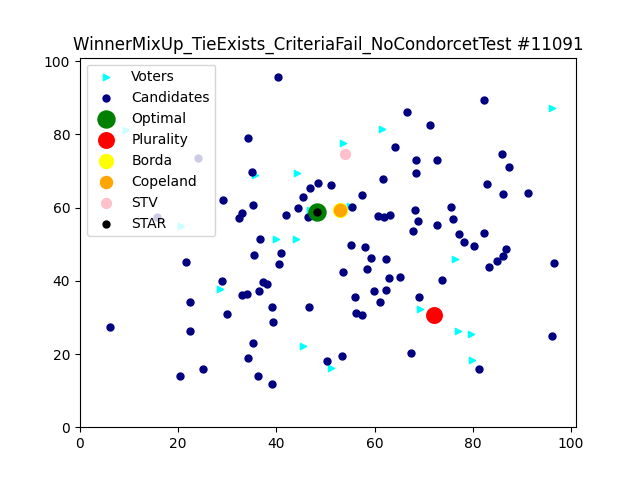 WinnerMixUp_TieExists_CriteriaFail_NoCondorcetTest #11091
100
80
60
40
20
0
Voters
Candidates
Optimal
Plurality
Borda
Copeland
STV
STAR
0 20 40 60 80 100